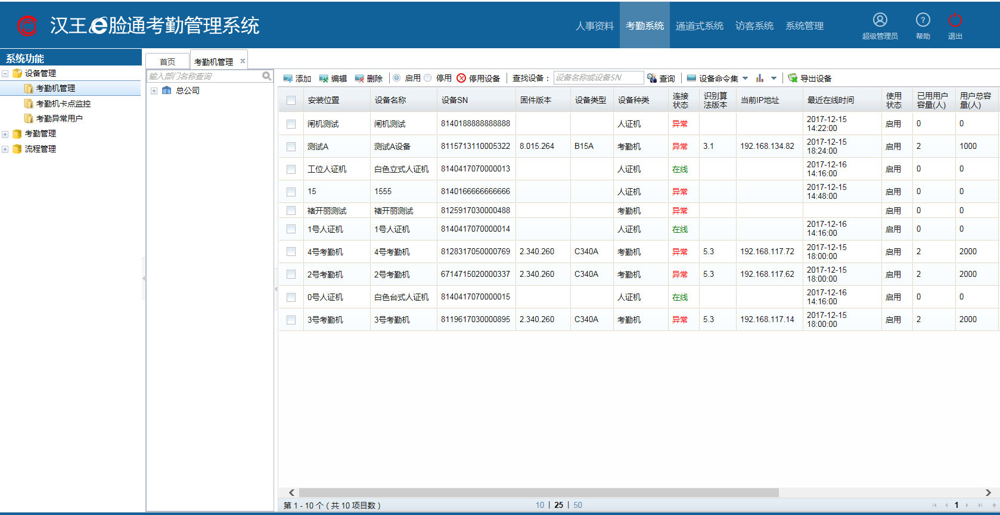 汉王e脸通考勤管理系统
人事资料 考勤系统 通道式系统 访客系统 系统管理
超级管理员 帮助 退出
系统功能
设备管理
考勤机管理
考勤机卡点监控
考勤异常用户
考勤管理
流程管理
首页 考勤机管理 x
输入部门名称查询
总公司
添加 编辑 删除 启用 停用 停用设备 查找设备： 设备名称或设备SN 查询 设备命令集 导出设备
安装位置 设备名称 设备SN 固件版本 设备类型 设备种类 连接状态 识别算法版本 当前IP地址 最近在线时间 使用状态 已用用户容量(人) 用户总容量(人)
闸机测试 闸机测试 8140188888888888 人证机 异常 2017-12-15 14:22:00 启用 0 0
测试A 测试A设备 8115713110005322 8.015.264 B15A 考勤机 异常 3.1 192.168.134.82 2017-12-15 18:24:00 启用 2 1000
工位人证机 白色立式人证机 8140417070000013 人证机 在线 2017-12-16 14:16:00 启用 0 0
15 1555 8140166666666666 人证机 异常 2017-12-15 14:48:00 启用 0 0
褚开丽测试 褚开丽测试 8125917030000488 考勤机 异常 启用 0 0
1号人证机 1号人证机 8140417070000014 人证机 在线 2017-12-16 14:16:00 启用 0 0
4号考勤机 4号考勤机 8128317050000769 2.340.260 C340A 考勤机 异常 5.3 192.168.117.72 2017-12-15 18:00:00 启用 2 2000
2号考勤机 2号考勤机 6714715020000337 2.340.260 C340A 考勤机 异常 5.3 192.168.117.62 2017-12-15 18:00:00 启用 2 2000
0号人证机 白色台式人证机 8140417070000015 人证机 在线 2017-12-16 14:16:00 启用 0 0
3号考勤机 3号考勤机 8119617030000895 2.340.260 C340A 考勤机 异常 5.3 192.168.117.14 2017-12-15 18:00:00 启用 2 2000
第 1 - 10 个 ( 共 10 项目数 ) 10 | 25 | 50 1